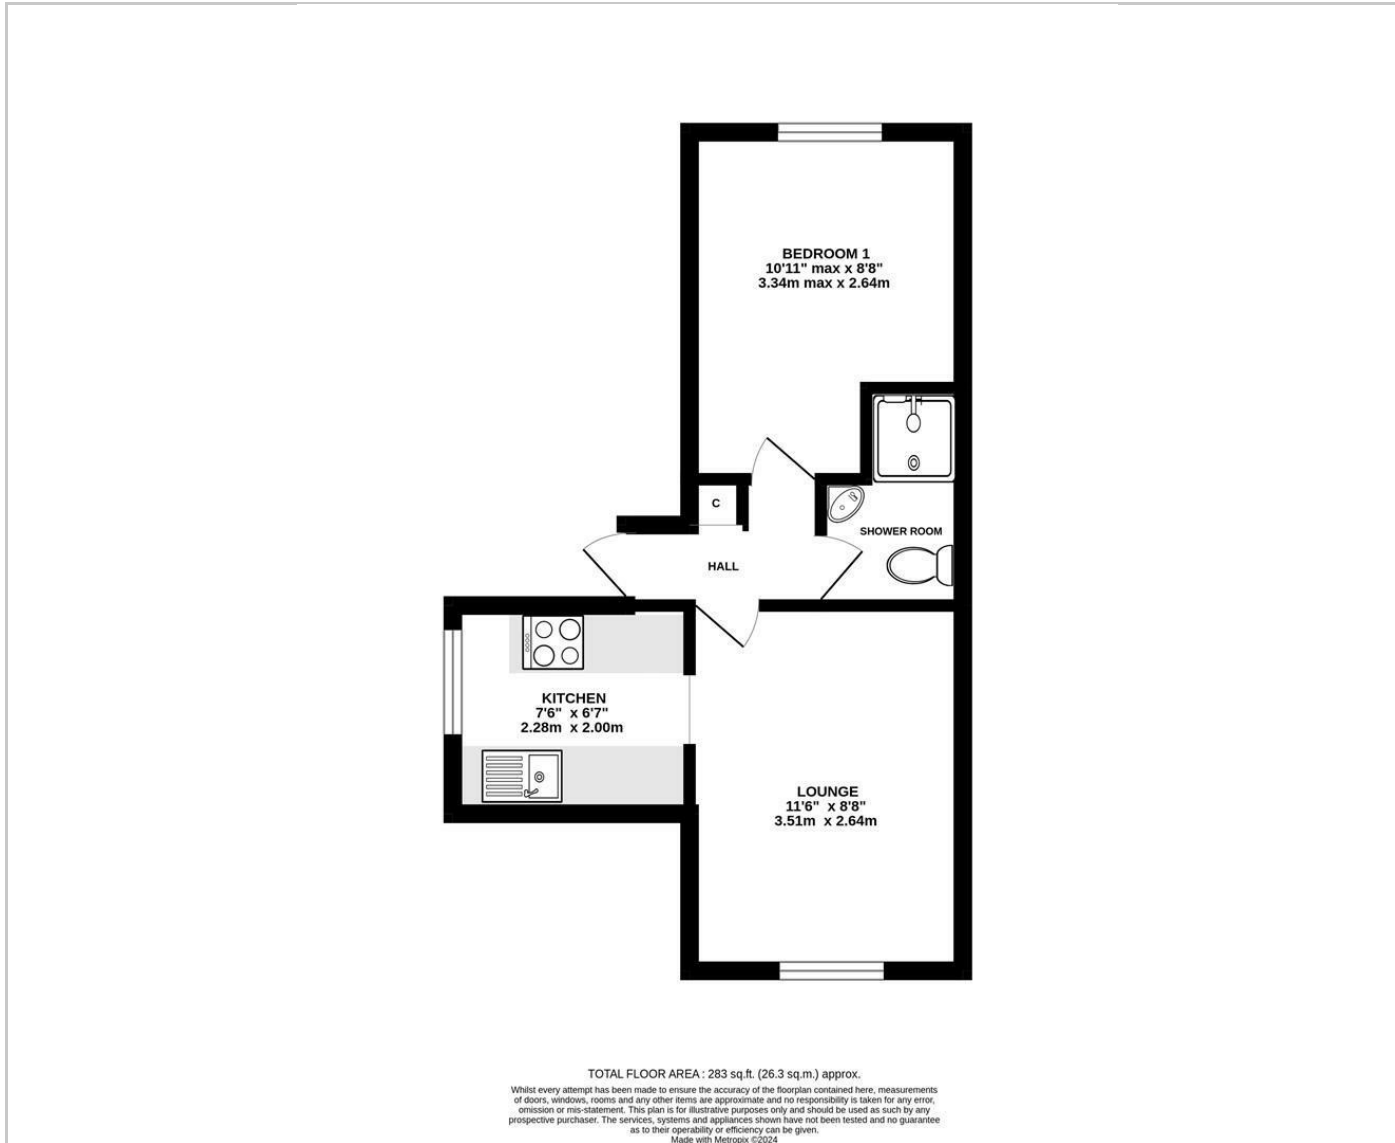 BEDROOM 1
10'11" max x 8'8"
3.34m max x 2.64m
C
SHOWER ROOM
HALL
KITCHEN
7'6" x 6'7"
2.28m x 2.00m
LOUNGE
11'6" x 8'8"
3.51m x 2.64m
TOTAL FLOOR AREA : 283 sq.ft. (26.3 sq.m.) approx.
Whilst every attempt has been made to ensure the accuracy of the floorplan contained here, measurements
of doors, windows, rooms and any other items are approximate and no responsibility is taken for any error,
omission or mis-statement. This plan is for illustrative purposes only and should be used as such by any
prospective purchaser. The services, systems and appliances shown have not been tested and no guarantee
as to their operability or efficiency can be given.
Made with Metropix ©2024